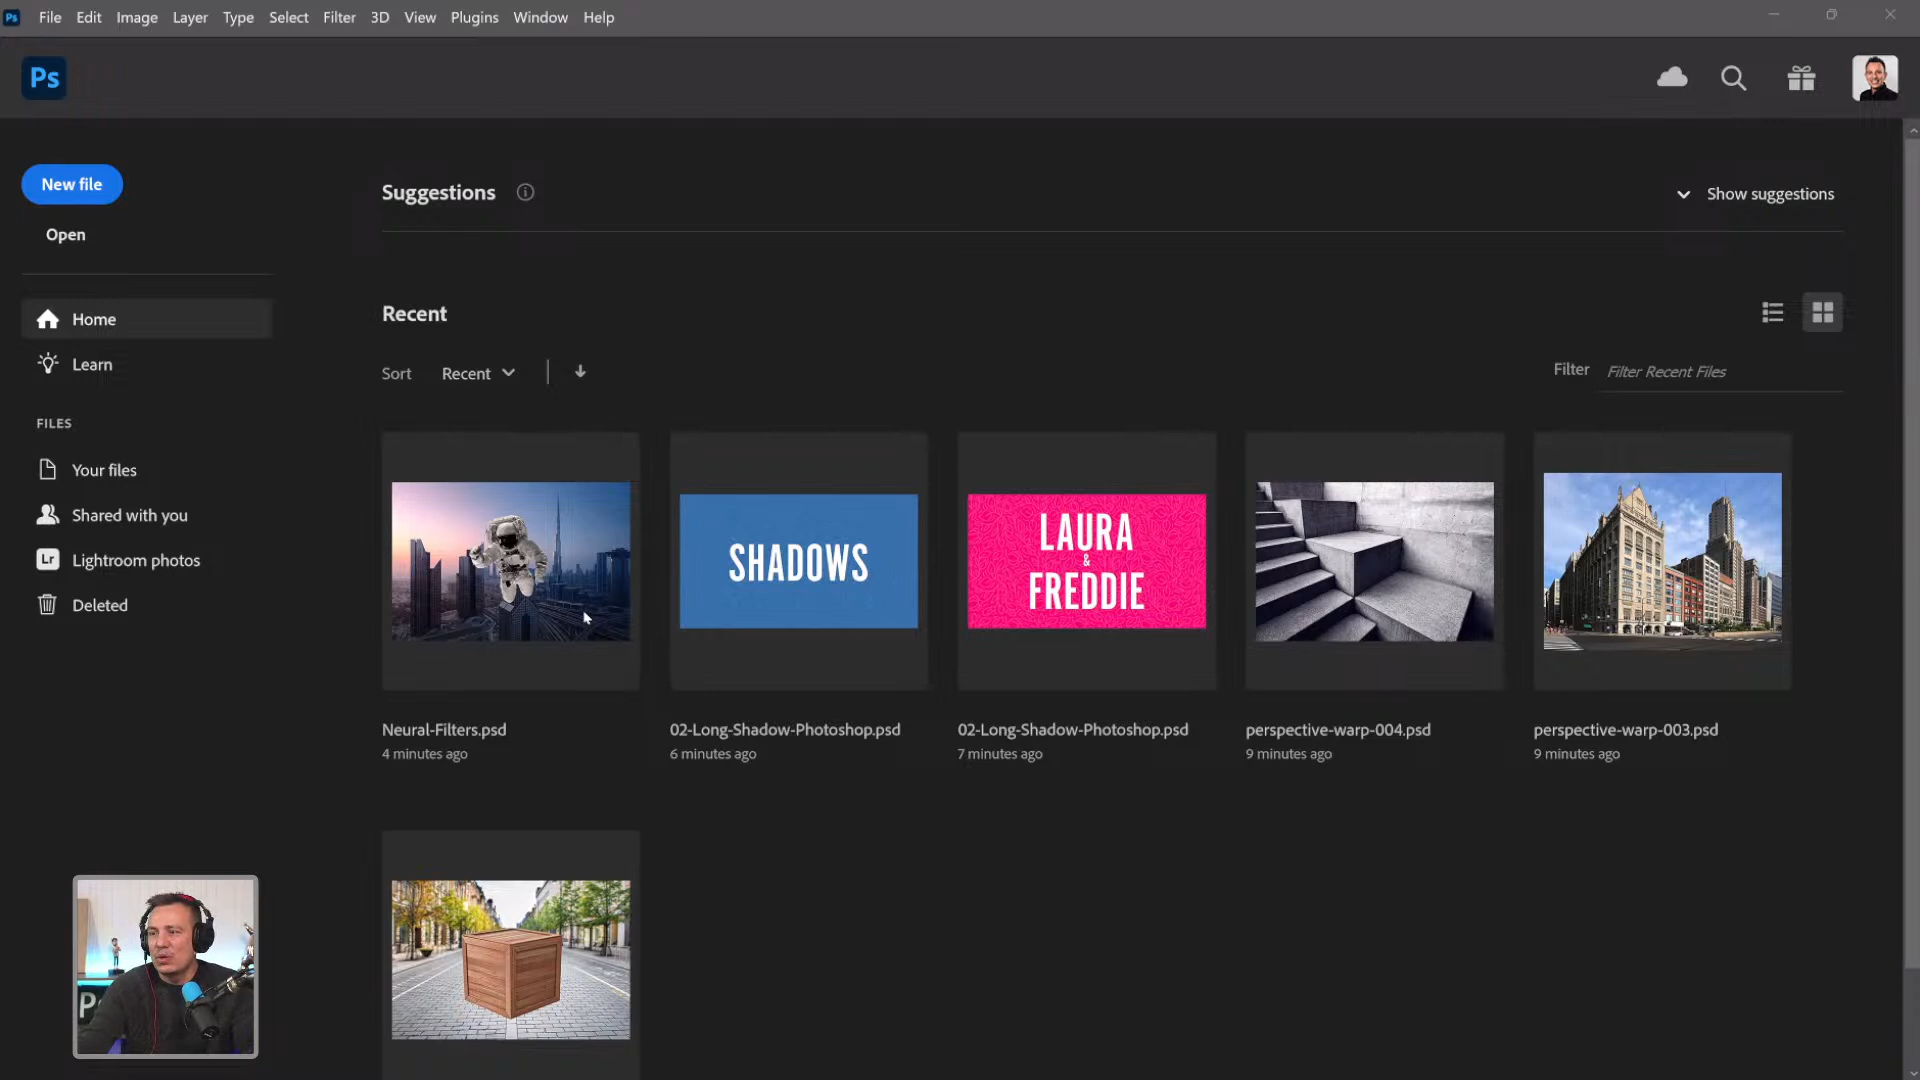 Ps File Edit Image Layer Type Select Filter 3D View Plugins Window Help
Ps
New file
Open
Home
Learn
FILES
Your files
Shared with you
Lr Lightroom photos
Deleted
Suggestions
Show suggestions
Recent
Sort Recent
Filter Filter Recent Files
SHADOWS
LAURA
&
FREDDIE
Neural-Filters.psd
4 minutes ago
02-Long-Shadow-Photoshop.psd
6 minutes ago
02-Long-Shadow-Photoshop.psd
7 minutes ago
perspective-warp-004.psd
9 minutes ago
perspective-warp-003.psd
9 minutes ago